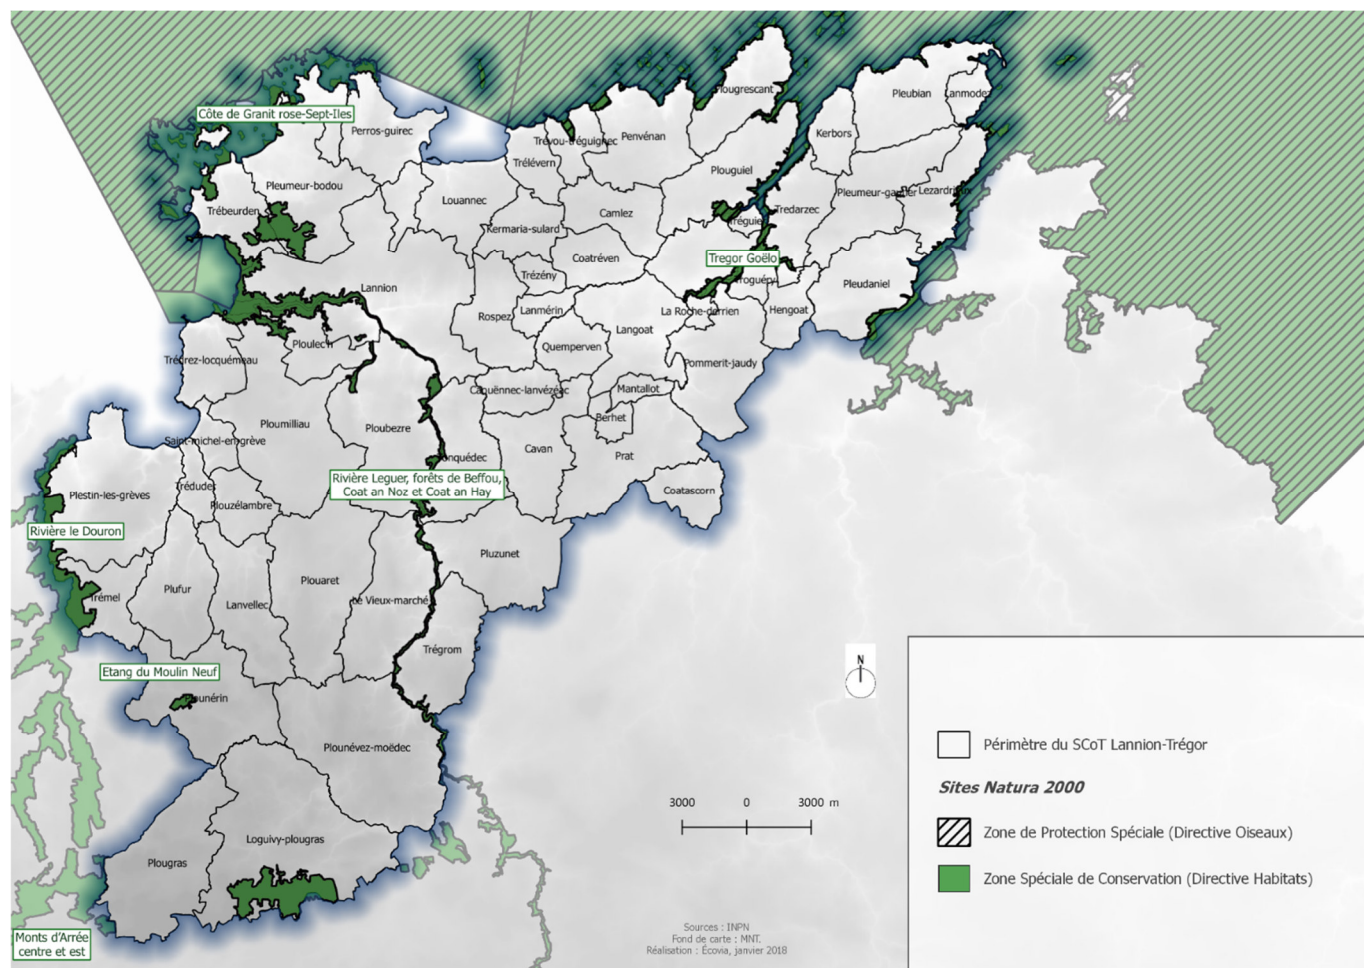 Plougrescant
Pleubian
Lanmodez
Côte de Granit rose-Sept-Iles
Perros-guirec
Trévou-tréguignec
Penvénan
Kerbors
Trélévern
Plouguiel
Pleumeur-bodou
Louannec
Pleumeur-gautier
Lezardrieux
Trébeurden
Camlez
Tréguier
Tredarzec
Kermaria-sulard
Coatréven
Tregor Goëlo
Trézény
Troguéry
Pleudaniel
Lannion
Rospez
Lanmérin
La Roche-derrien
Hengoat
Langoat
Ploulec'h
Quemperven
Trédrez-locquémeau
Pommerit-jaudy
Caouënnec-lanvézéac
Mantallot
Berhet
Ploumilliau
Ploubezre
Saint-michel-en-grève
Cavan
Prat
Tonquédec
Rivière Leguer, forêts de Beffou,
Coat an Noz et Coat an Hay
Trédudec
Coatascorn
Plestin-les-grèves
Plouzélambre
Rivière le Douron
Pluzunet
Plouaret
Plufur
Trémel
Lanvellec
Le Vieux-marché
Trégrom
Etang du Moulin Neuf
Plounérin
Plounévez-moëdec
Loguivy-plougras
Plougras
Monts d'Arrée
centre et est
N
3000 0 3000 m
Périmètre du SCoT Lannion-Trégor
Sites Natura 2000
Zone de Protection Spéciale (Directive Oiseaux)
Zone Spéciale de Conservation (Directive Habitats)
Sources : INPN
Fond de carte : MNT.
Réalisation : Écovia, janvier 2018